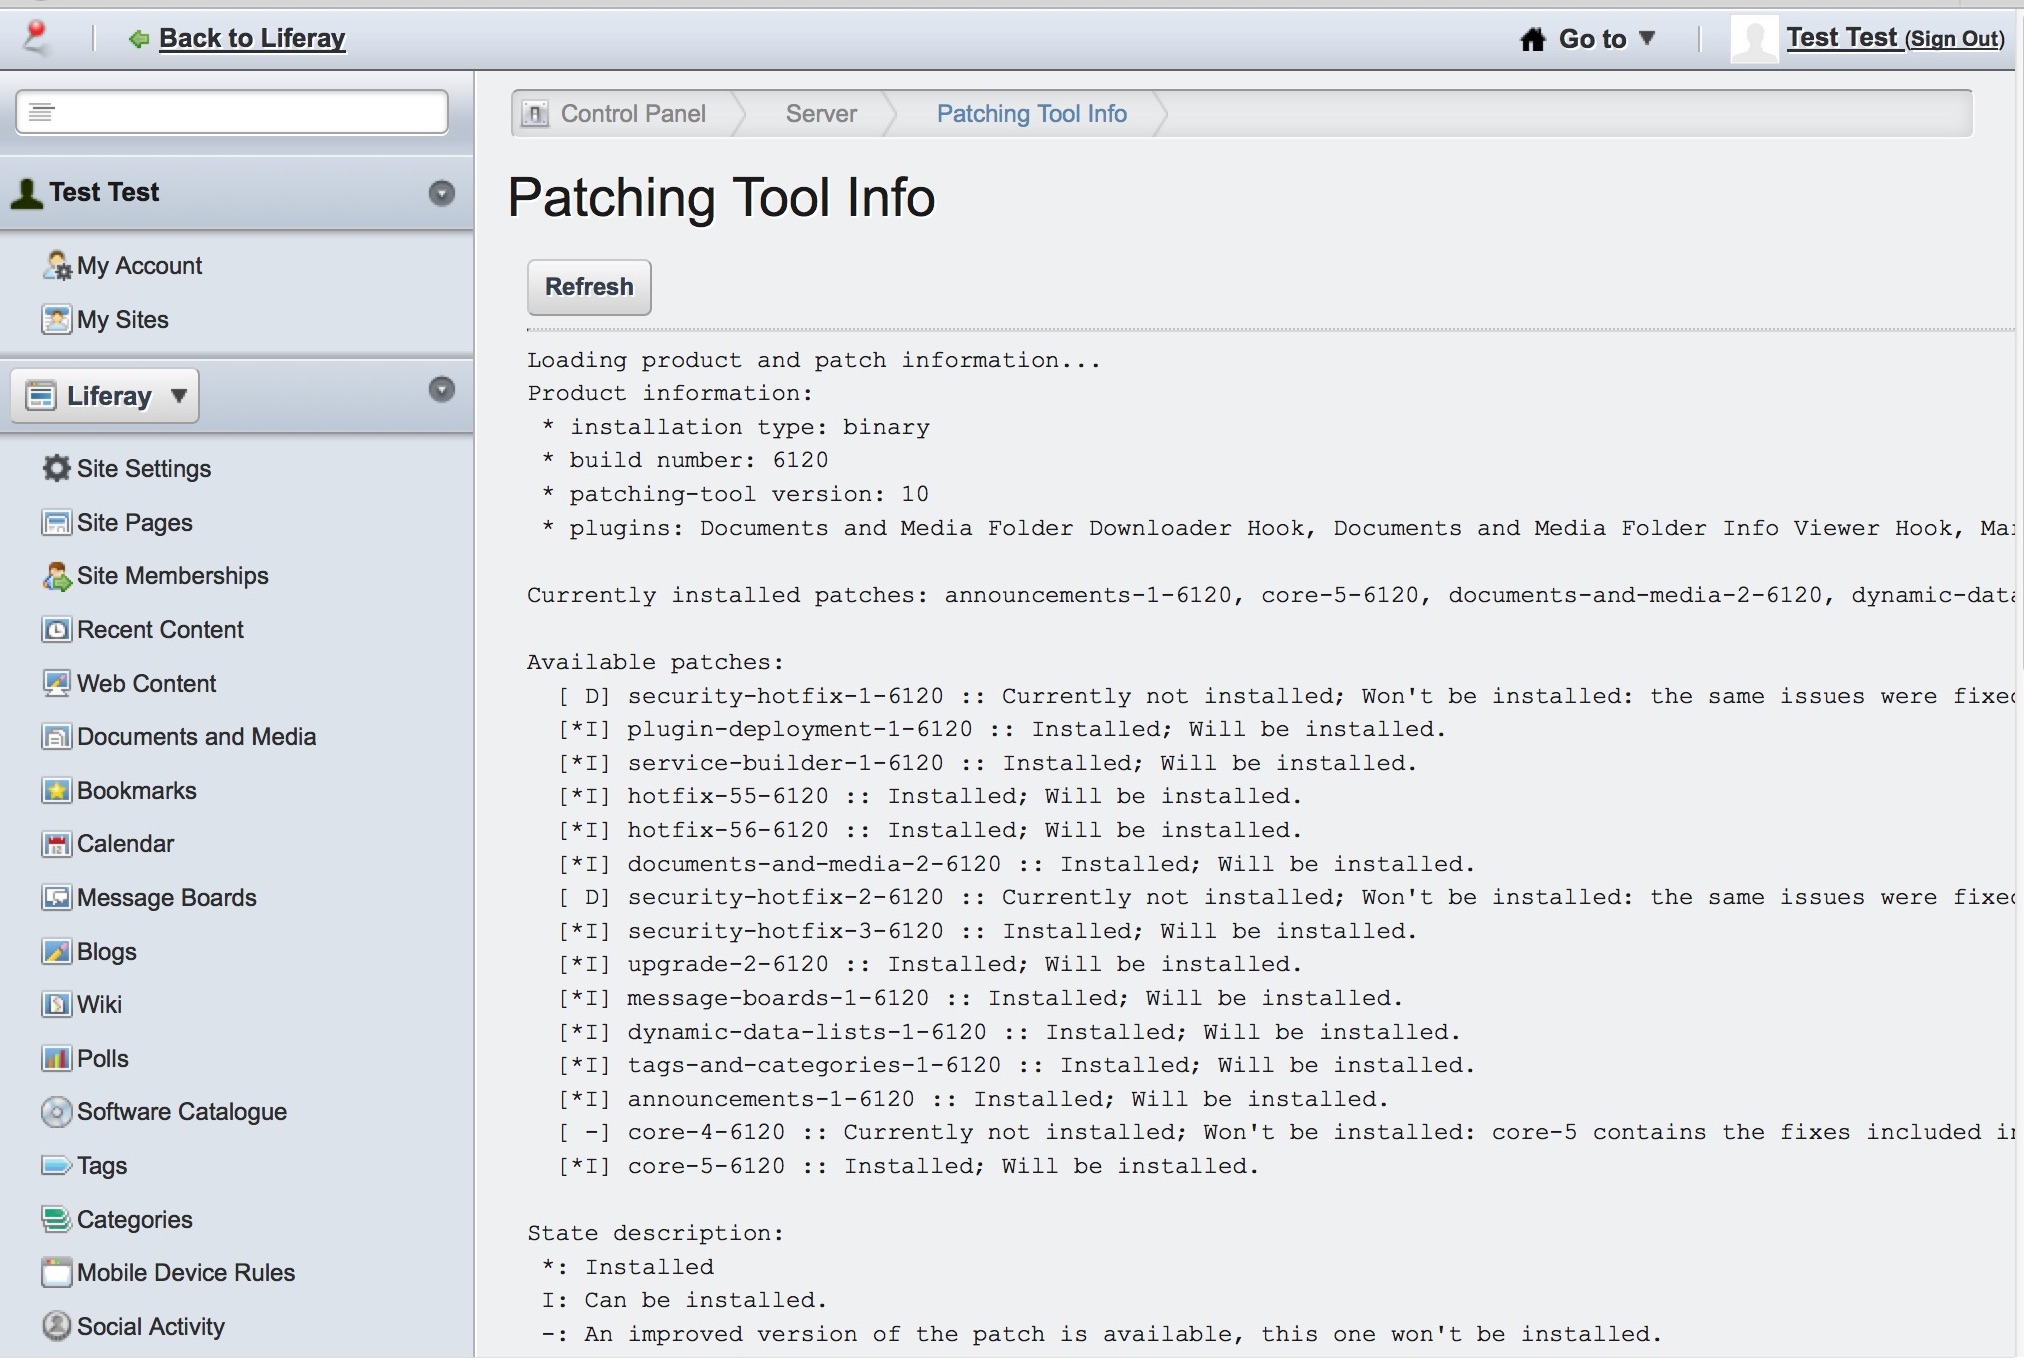 Back to Liferay
Go to
Test Test (Sign Out)
Control Panel
Server
Patching Tool Info
Test Test
My Account
My Sites
Liferay
Site Settings
Site Pages
Site Memberships
Recent Content
Web Content
Documents and Media
Bookmarks
Calendar
Message Boards
Blogs
Wiki
Polls
Software Catalogue
Tags
Categories
Mobile Device Rules
Social Activity
Patching Tool Info
Refresh
Loading product and patch information...
Product information:
* installation type: binary
* build number: 6120
* patching-tool version: 10
* plugins: Documents and Media Folder Downloader Hook, Documents and Media Folder Info Viewer Hook,
Currently installed patches: announcements-1-6120, core-5-6120, documents-and-media-2-6120, dynamic-data
Available patches:
[ D] security-hotfix-1-6120 :: Currently not installed; Won't be installed: the same issues were fixed
[*I] plugin-deployment-1-6120 :: Installed; Will be installed.
[*I] service-builder-1-6120 :: Installed; Will be installed.
[*I] hotfix-55-6120 :: Installed; Will be installed.
[*I] hotfix-56-6120 :: Installed; Will be installed.
[*I] documents-and-media-2-6120 :: Installed; Will be installed.
[ D] security-hotfix-2-6120 :: Currently not installed; Won't be installed: the same issues were fixed
[*I] security-hotfix-3-6120 :: Installed; Will be installed.
[*I] upgrade-2-6120 :: Installed; Will be installed.
[*I] message-boards-1-6120 :: Installed; Will be installed.
[*I] dynamic-data-lists-1-6120 :: Installed; Will be installed.
[*I] tags-and-categories-1-6120 :: Installed; Will be installed.
[*I] announcements-1-6120 :: Installed; Will be installed.
[ -] core-4-6120 :: Currently not installed; Won't be installed: core-5 contains the fixes included in
[*I] core-5-6120 :: Installed; Will be installed.
State description:
*: Installed
I: Can be installed.
-: An improved version of the patch is available, this one won't be installed.